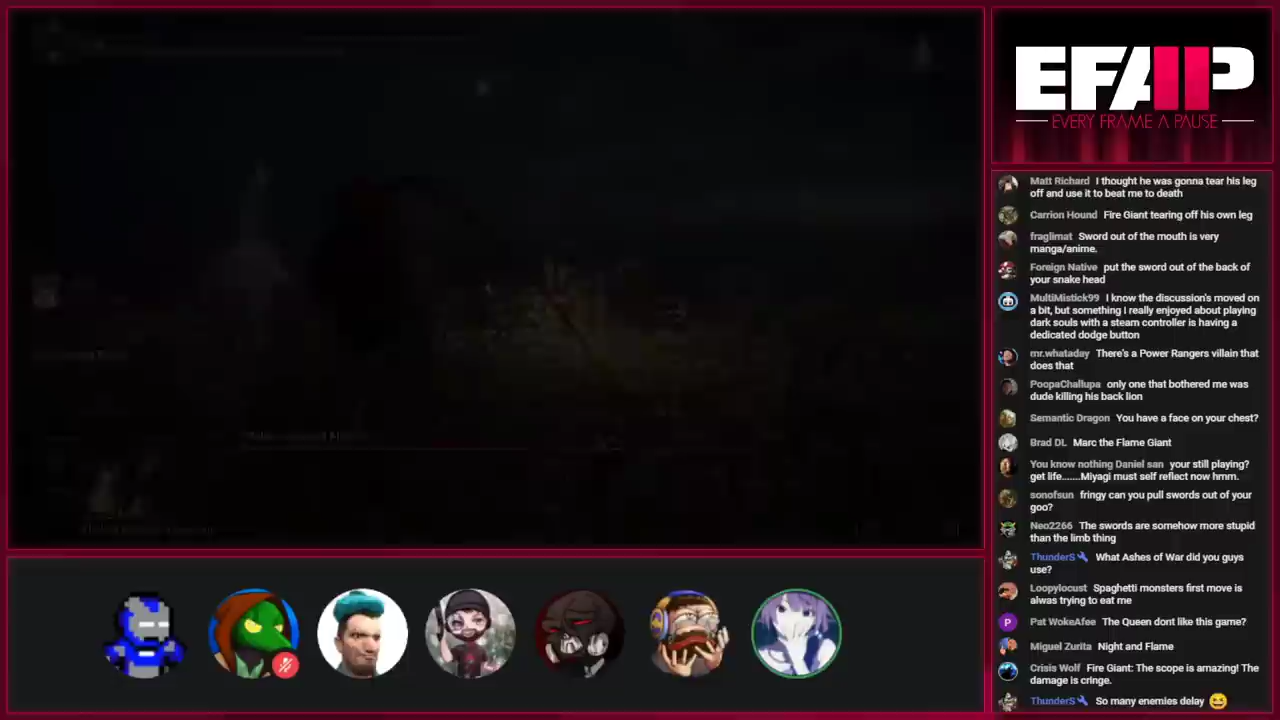 EFAP
EVERY FRAME A PAUSE
Matt Richard I thought he was gonna tear his leg
off and use it to beat me to death
Carrion Hound Fire Giant tearing off his own leg
fraglimat Sword out of the mouth is very
manga/anime.
Foreign Native put the sword out of the back of
your snake head
MultiMistick99 I know the discussion's moved on
a bit, but something I really enjoyed about playing
dark souls with a steam controller is having a
dedicated dodge button
mr.whataday There's a Power Rangers villain that
does that
PoopaChallupa only one that bothered me was
dude killing his back lion
Semantic Dragon You have a face on your chest?
Brad DL Marc the Flame Giant
You know nothing Daniel san your still playing?
get life.......Miyagi must self reflect now hmm.
sonofsun fringy can you pull swords out of your
goo?
Neo2266 The swords are somehow more stupid
than the limb thing
ThunderS What Ashes of War did you guys
use?
Loopylocust Spaghetti monsters first move is
alwas trying to eat me
P
Pat WokeAfee The Queen dont like this game?
Miguel Zurita Night and Flame
Crisis Wolf Fire Giant: The scope is amazing! The
damage is cringe.
ThunderS So many enemies delay 😆